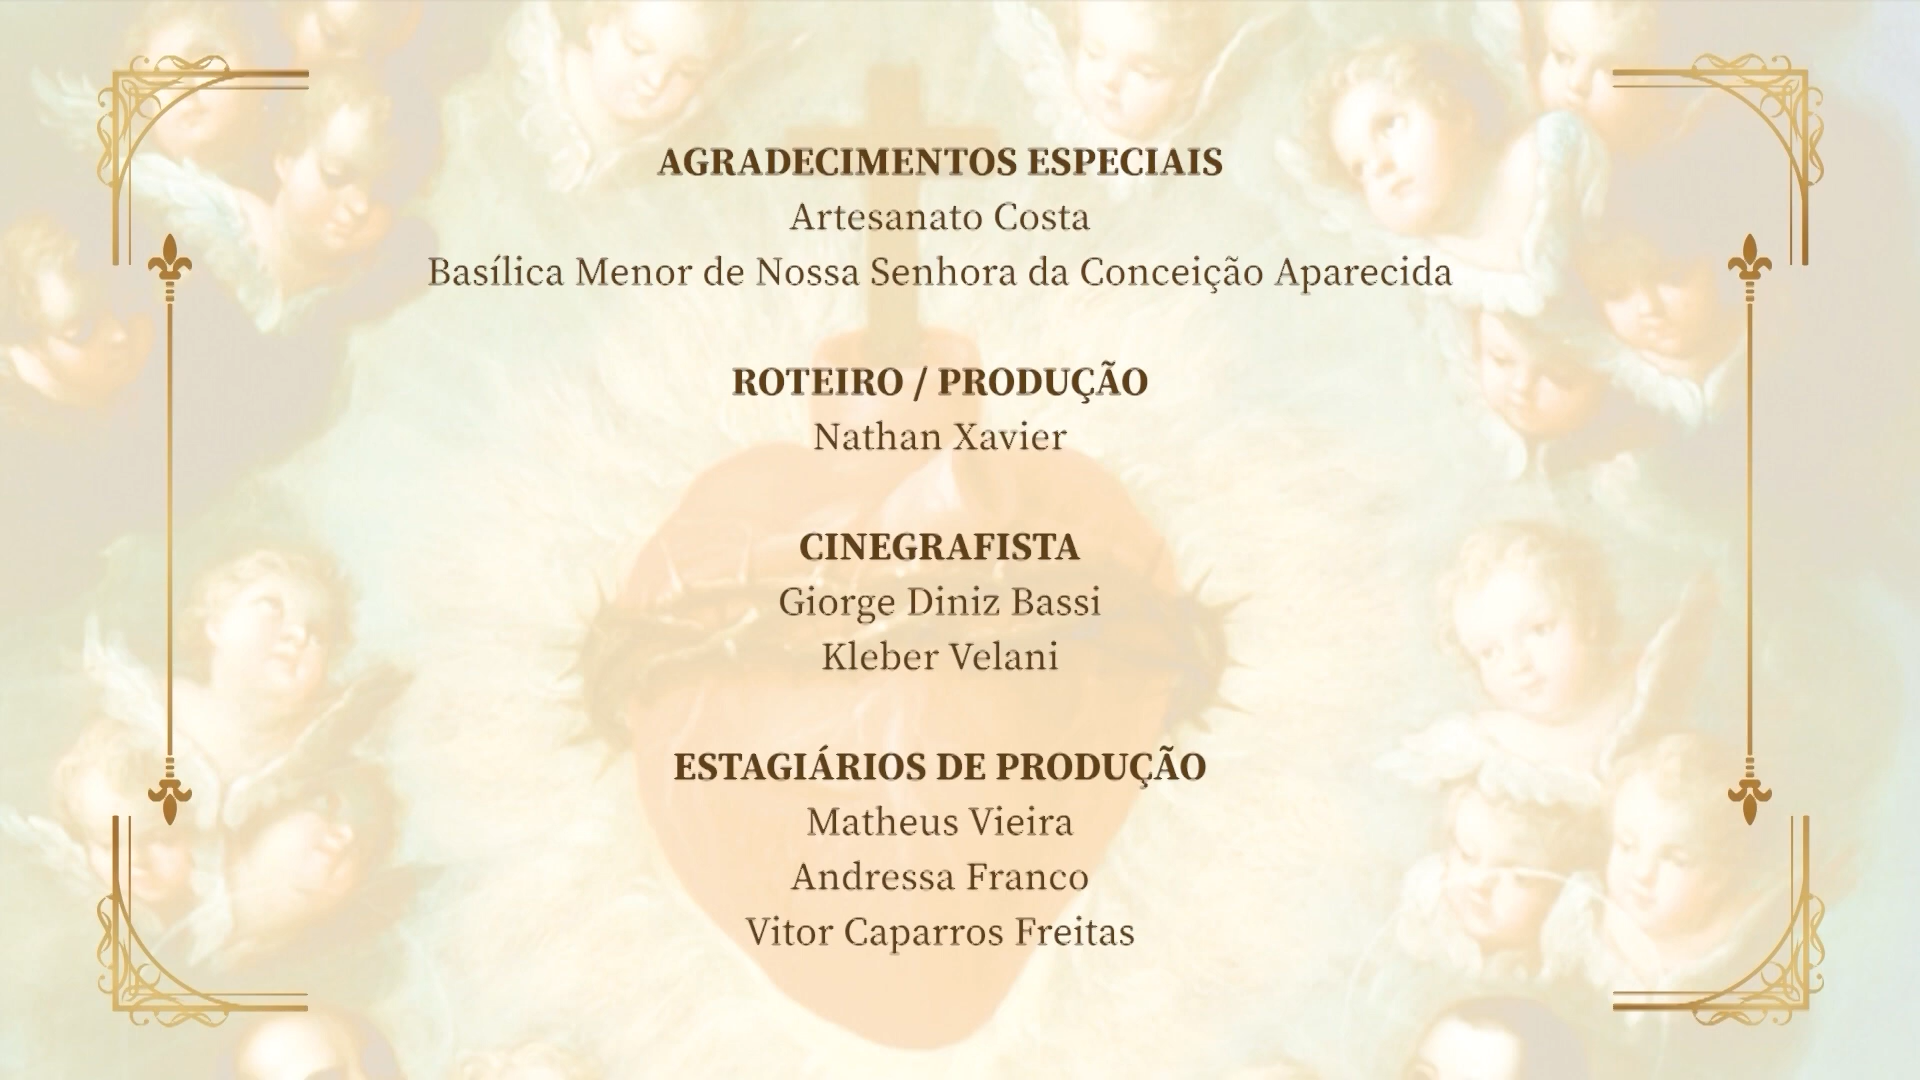 AGRADECIMENTOS ESPECIAIS
Artesanato Costa
Basílica Menor de Nossa Senhora da Conceição Aparecida
ROTEIRO / PRODUÇÃO
Nathan Xavier
CINEGRAFISTA
Giorge Diniz Bassi
Kleber Velani
ESTAGIÁRIOS DE PRODUÇÃO
Matheus Vieira
Andressa Franco
Vitor Caparros Freitas